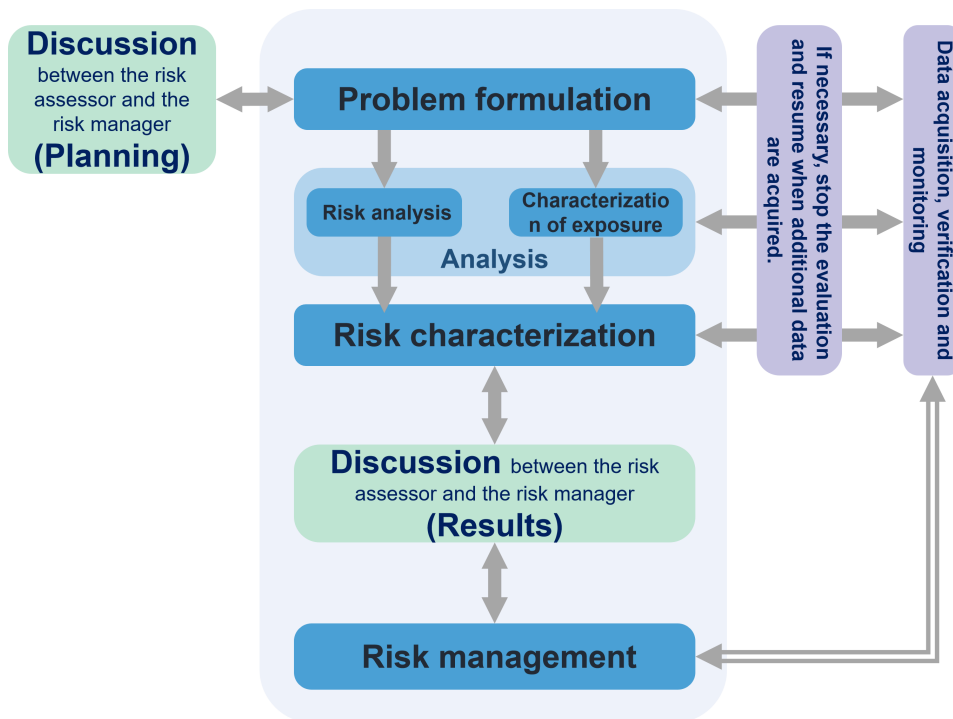 Discussion
between the risk
assessor and the
risk manager
(Planning)
Problem formulation
Risk analysis
Characterizatio
n of exposure
Analysis
Risk characterization
Discussion between the risk
assessor and the risk manager
(Results)
Risk management
If necessary, stop the evaluation
and resume when additional data
are acquired.
Data acquisition, verification and
monitoring